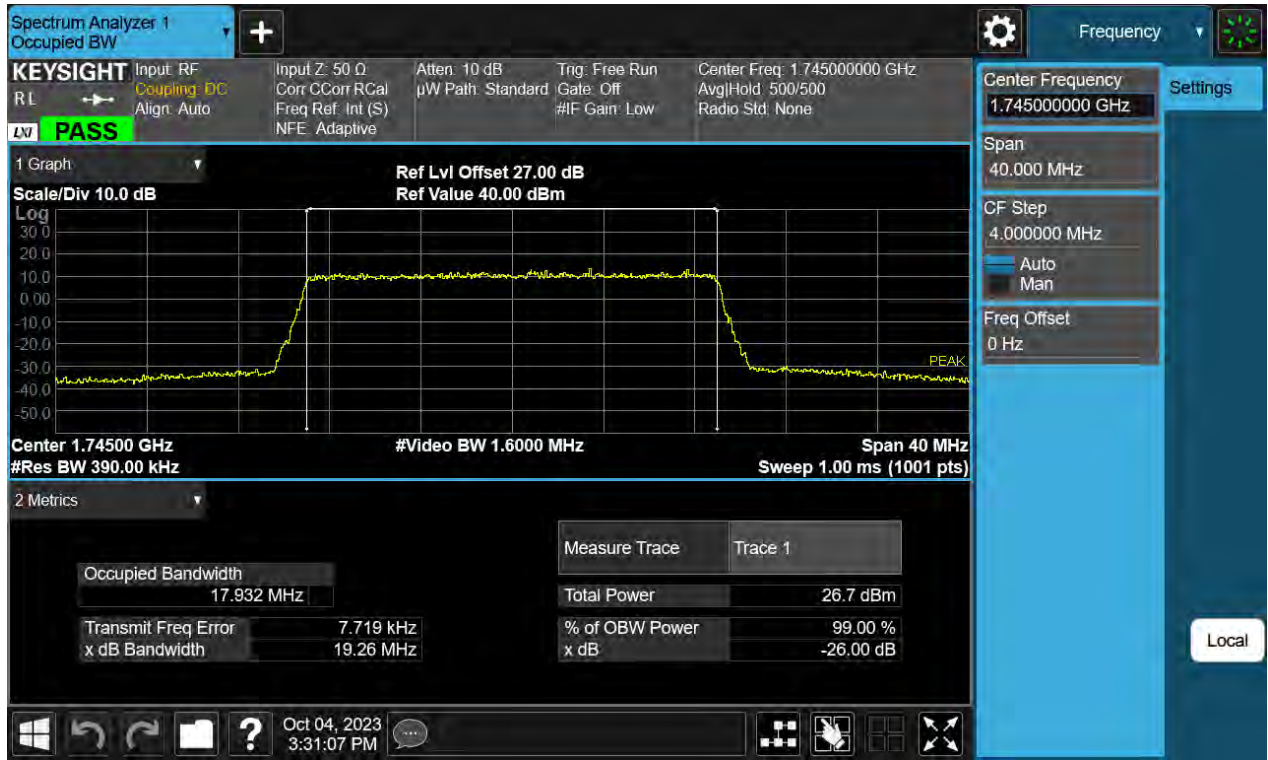 Spectrum Analyzer 1
Occupied BW
+
Frequency
KEYSIGHT
RL
LXI
PASS
Input: RF
Coupling: DC
Align: Auto
Input Z: 50 Ω
Corr CCorr RCal
Freq Ref: Int (S)
NFE: Adaptive
Atten: 10 dB
µW Path: Standard
Trig: Free Run
Gate: Off
#IF Gain: Low
Center Freq: 1.745000000 GHz
Avg|Hold: 500/500
Radio Std: None
Center Frequency
1.745000000 GHz
Settings
Span
40.000 MHz
CF Step
4.000000 MHz
Auto
Man
Freq Offset
0 Hz
Local
1 Graph
Scale/Div 10.0 dB
Ref Lvl Offset 27.00 dB
Ref Value 40.00 dBm
Log
30.0
20.0
10.0
0.00
-10.0
-20.0
-30.0
-40.0
-50.0
PEAK
Center 1.74500 GHz
#Video BW 1.6000 MHz
Span 40 MHz
#Res BW 390.00 kHz
Sweep 1.00 ms (1001 pts)
2 Metrics
Measure Trace Trace 1
Occupied Bandwidth
17.932 MHz
Total Power 26.7 dBm
Transmit Freq Error 7.719 kHz
% of OBW Power 99.00 %
x dB Bandwidth 19.26 MHz
x dB -26.00 dB
?
Oct 04, 2023
3:31:07 PM